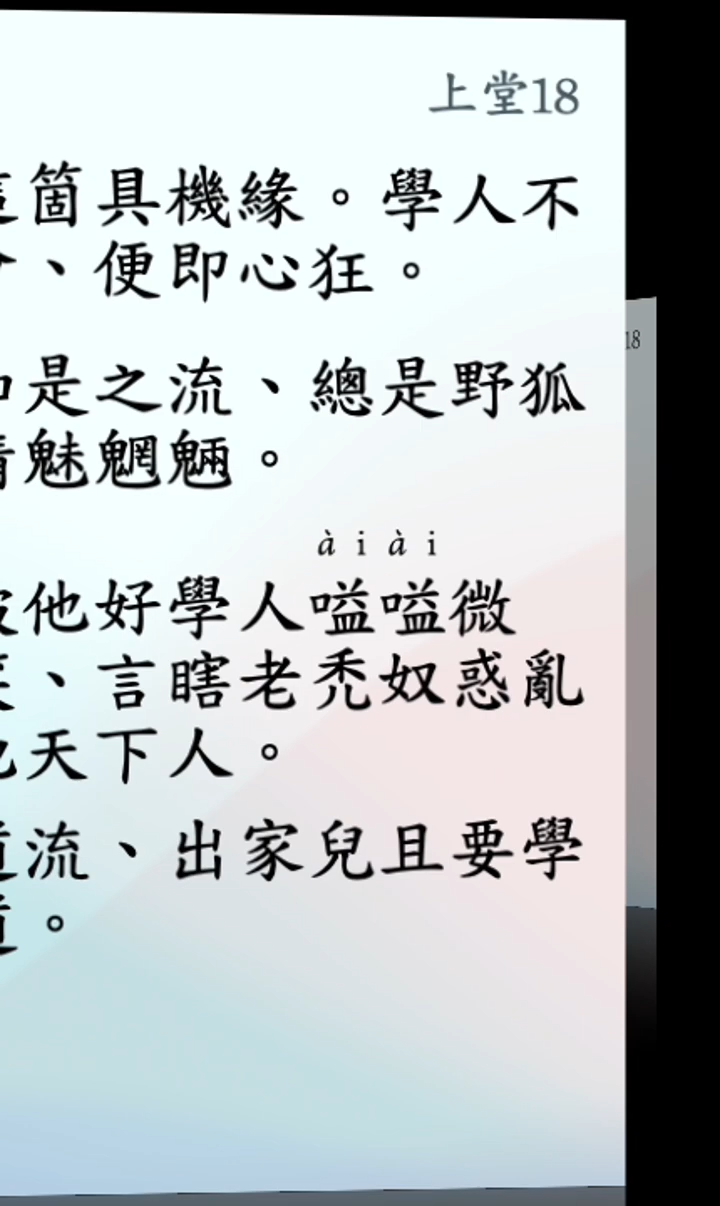 上堂18
箇具機緣。學人不
、便即心狂。
18
是之流、總是野狐
魅魍魎。
à i à i
他好學人嗌嗌微
、言瞎老禿奴惑亂
天下人。
流、出家兒且要學
。